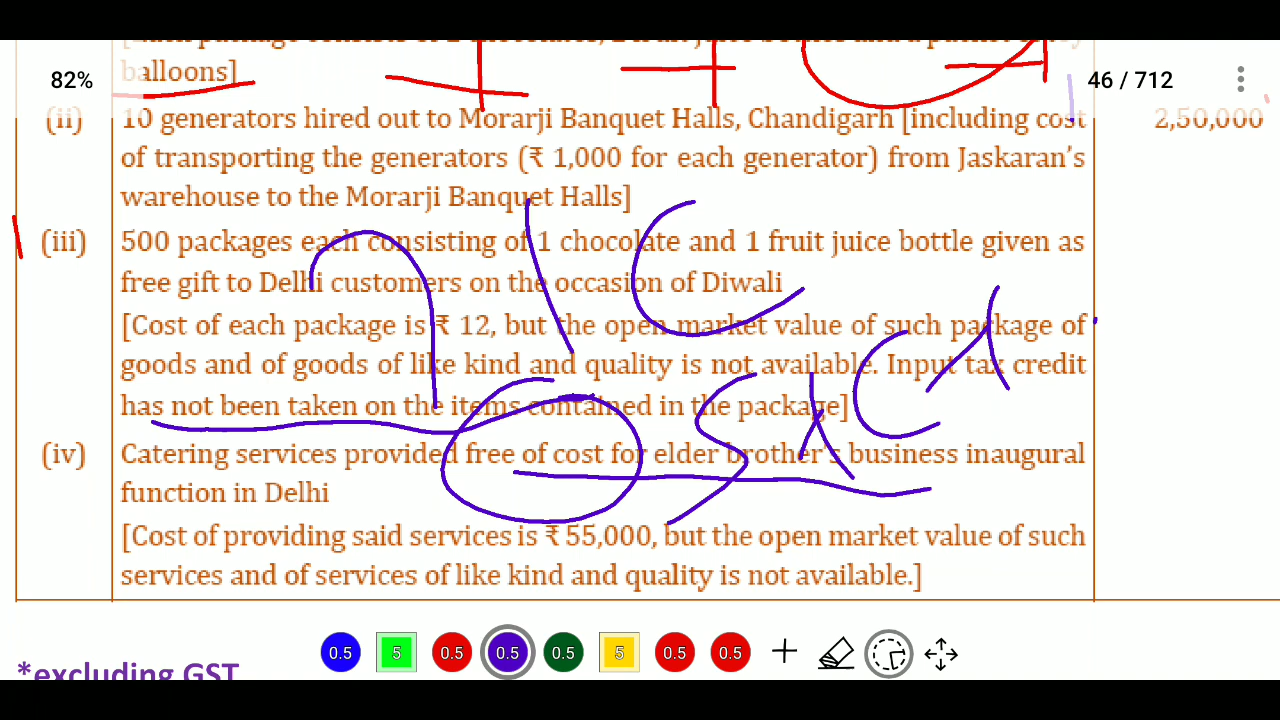 balloons]
82%
46 / 712
(ii) 10 generators hired out to Morarji Banquet Halls, Chandigarh [including cost 2,50,000
of transporting the generators (₹ 1,000 for each generator) from Jaskaran's
warehouse to the Morarji Banquet Halls]
(iii) 500 packages each consisting of 1 chocolate and 1 fruit juice bottle given as
free gift to Delhi customers on the occasion of Diwali
[Cost of each package is ₹ 12, but the open market value of such package of
goods and of goods of like kind and quality is not available. Input tax credit
has not been taken on the items contained in the package]
(iv) Catering services provided free of cost for elder brother's business inaugural
function in Delhi
[Cost of providing said services is ₹ 55,000, but the open market value of such
services and of services of like kind and quality is not available.]
0.5 5 0.5 0.5 0.5 5 0.5 0.5
*excluding GST